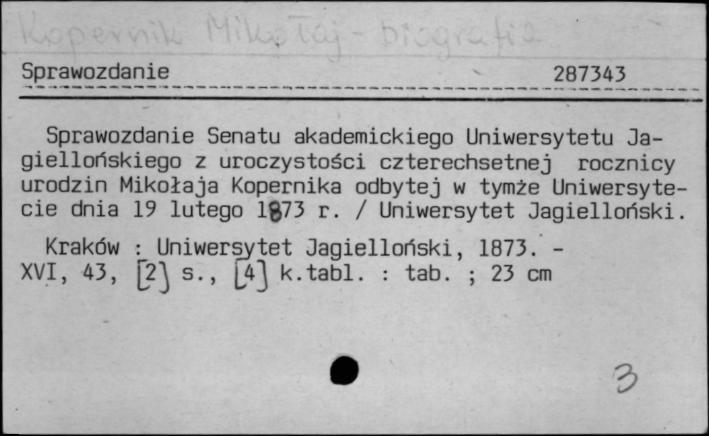 Kopernik Mikołaj - biografia
Sprawozdanie 287343
Sprawozdanie Senatu akademickiego Uniwersytetu Ja-
giellońskiego z uroczystości czterechsetnej rocznicy
urodzin Mikołaja Kopernika odbytej w tymże Uniwersyte-
cie dnia 19 lutego 1873 r. / Uniwersytet Jagielloński.
Kraków : Uniwersytet Jagielloński, 1873. -
XVI, 43, [2] s., [4] k.tabl. : tab. ; 23 cm
3